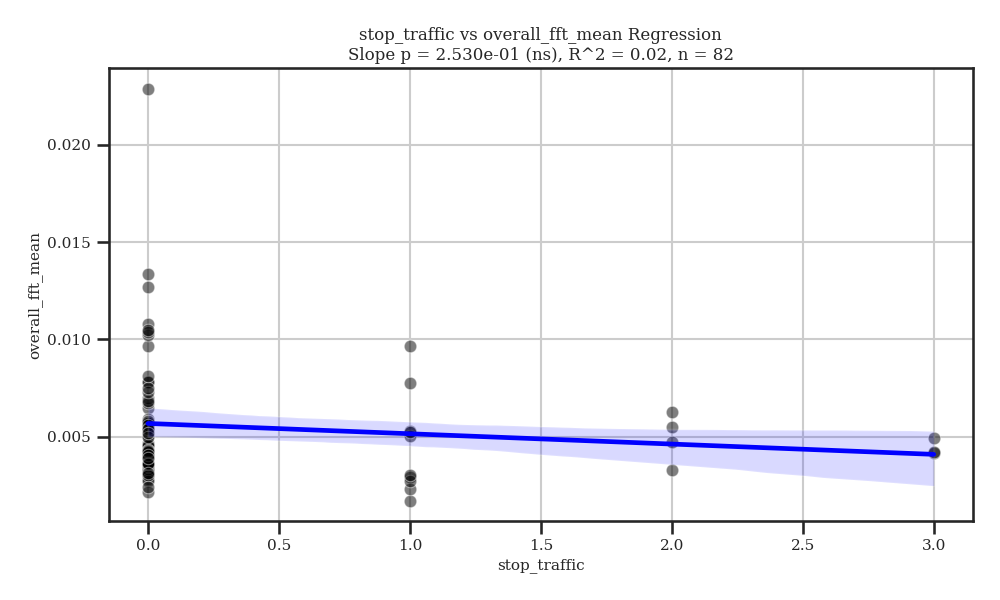 stop_traffic vs overall_fft_mean Regression
Slope p = 2.530e-01 (ns), R^2 = 0.02, n = 82
0.020
0.015
0.010
0.005
overall_fft_mean
0.0 0.5 1.0 1.5 2.0 2.5 3.0
stop_traffic